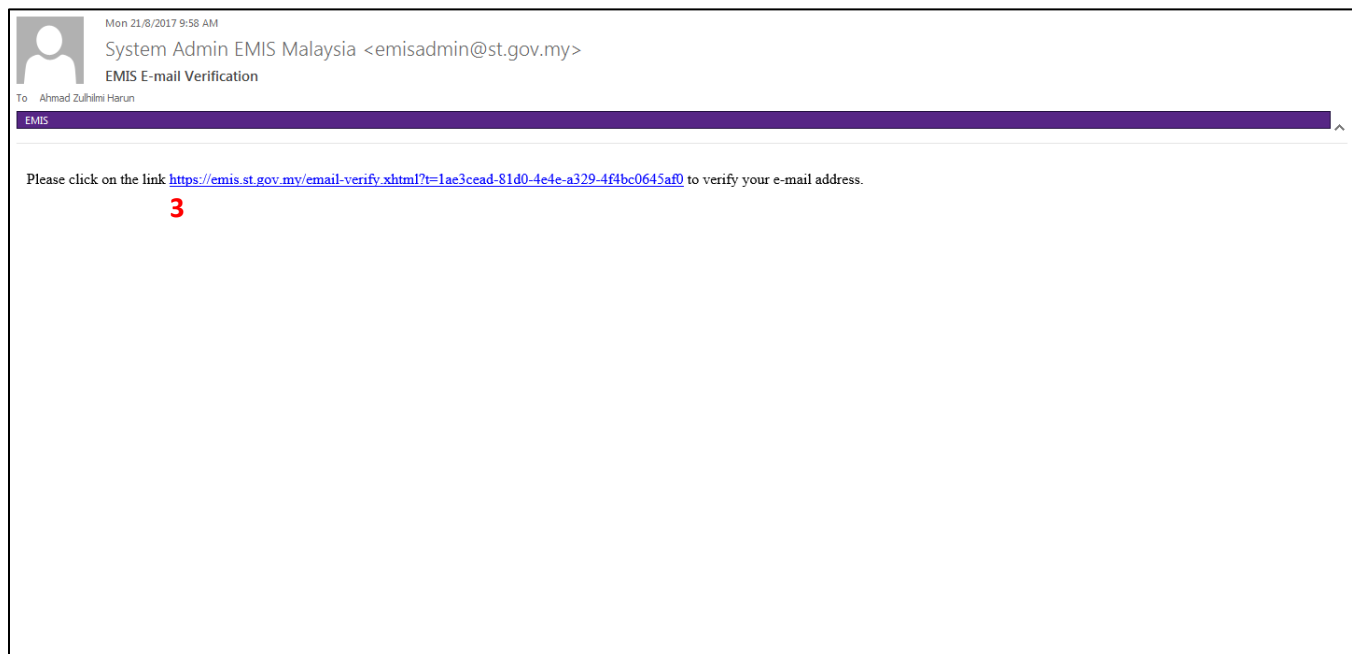 Mon 21/8/2017 9:58 AM
System Admin EMIS Malaysia <emisadmin@st.gov.my>
EMIS E-mail Verification
To Ahmad Zulhilmi Harun
EMIS
Please click on the link https://emis.st.gov.my/email-verify.xhtml?t=1ae3cead-81d0-4e4e-a329-4f4bc0645af0 to verify your e-mail address.
3